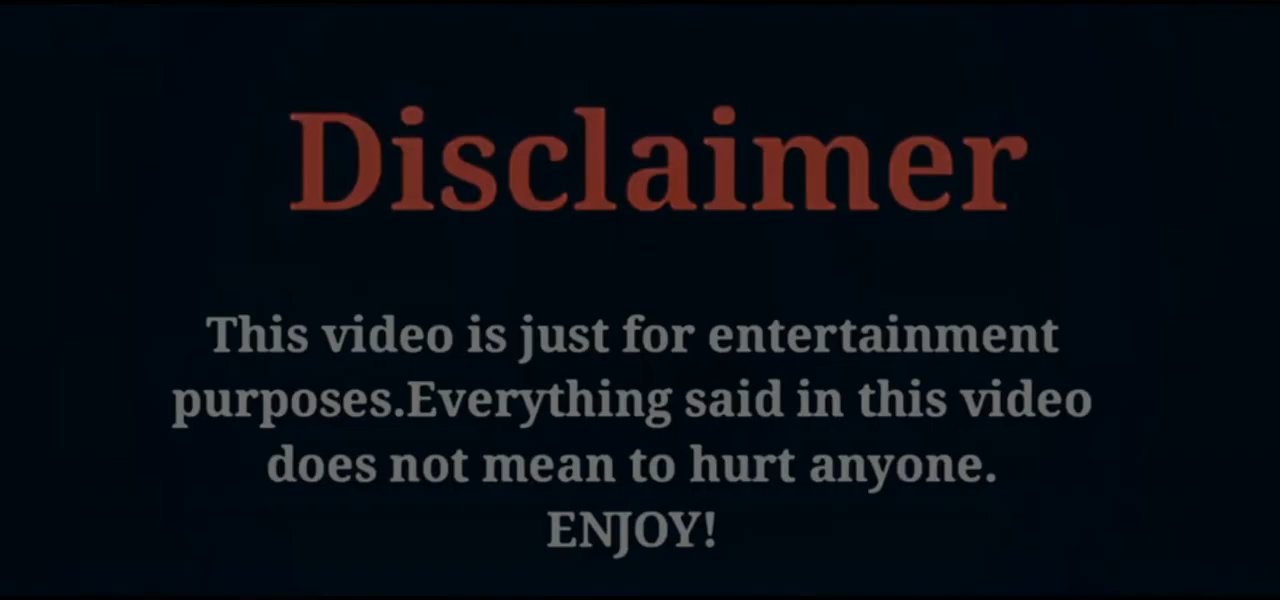 Disclaimer
This video is just for entertainment
purposes.Everything said in this video
does not mean to hurt anyone.
ENJOY!